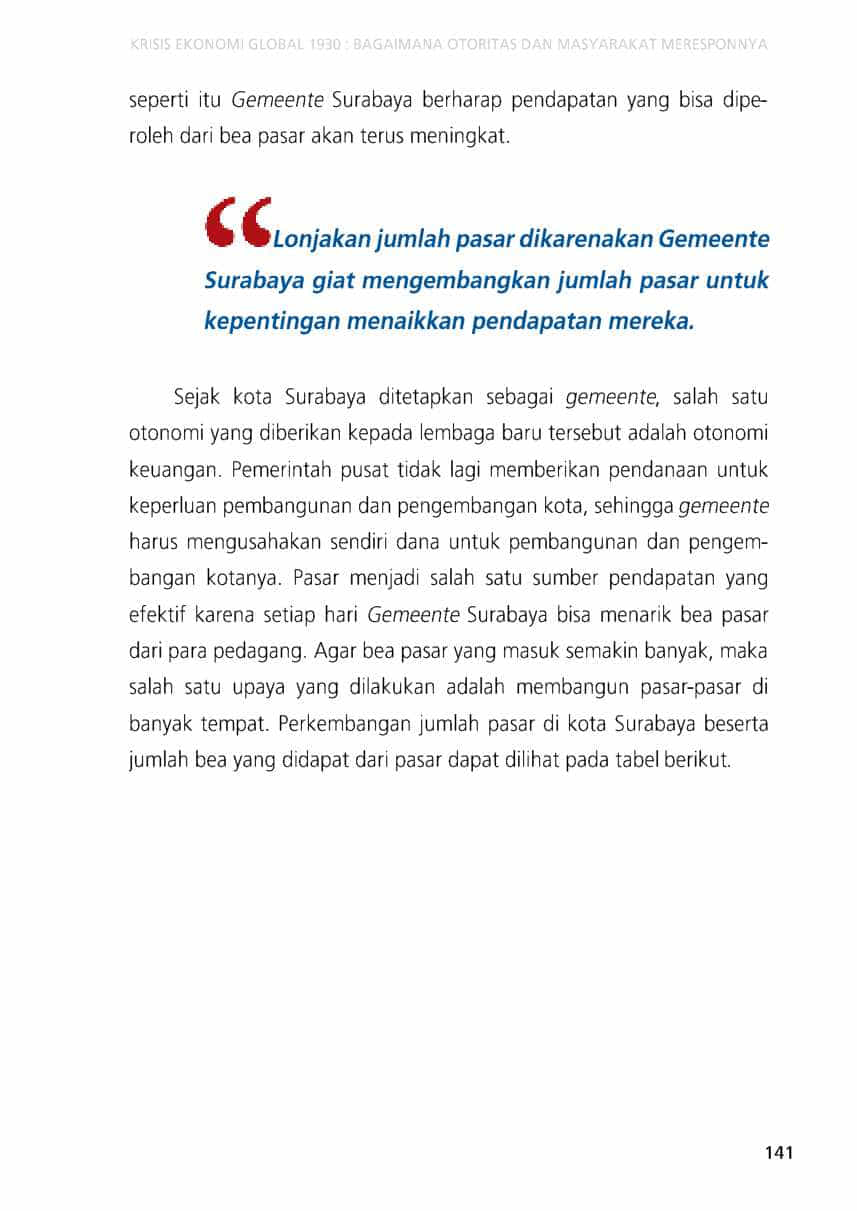 KRISIS EKONOMI GLOBAL 1930 : BAGAIMANA OTORITAS DAN MASYARAKAT MERESPONNYA
seperti itu Gemeente Surabaya berharap pendapatan yang bisa dipe-
roleh dari bea pasar akan terus meningkat.
“Lonjakan jumlah pasar dikarenakan Gemeente
Surabaya giat mengembangkan jumlah pasar untuk
kepentingan menaikkan pendapatan mereka.
Sejak kota Surabaya ditetapkan sebagai gemeente, salah satu
otonomi yang diberikan kepada lembaga baru tersebut adalah otonomi
keuangan. Pemerintah pusat tidak lagi memberikan pendanaan untuk
keperluan pembangunan dan pengembangan kota, sehingga gemeente
harus mengusahakan sendiri dana untuk pembangunan dan pengem-
bangan kotanya. Pasar menjadi salah satu sumber pendapatan yang
efektif karena setiap hari Gemeente Surabaya bisa menarik bea pasar
dari para pedagang. Agar bea pasar yang masuk semakin banyak, maka
salah satu upaya yang dilakukan adalah membangun pasar-pasar di
banyak tempat. Perkembangan jumlah pasar di kota Surabaya beserta
jumlah bea yang didapat dari pasar dapat dilihat pada tabel berikut.
141